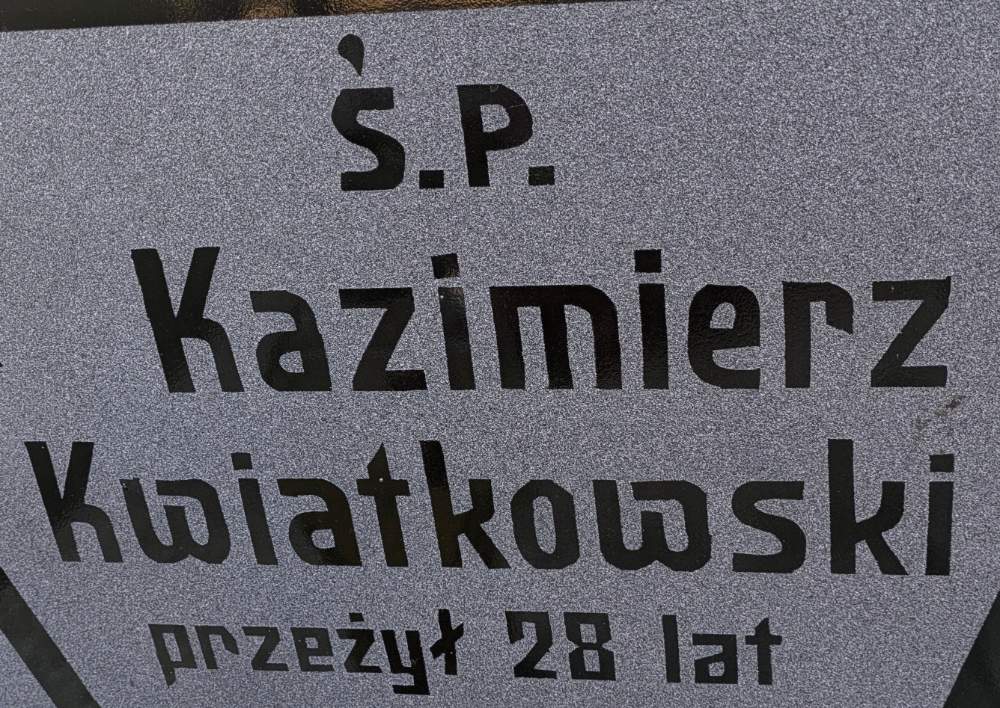 Ś.P.
Kazimierz
Kwiatkowski
przeżył 28 lat